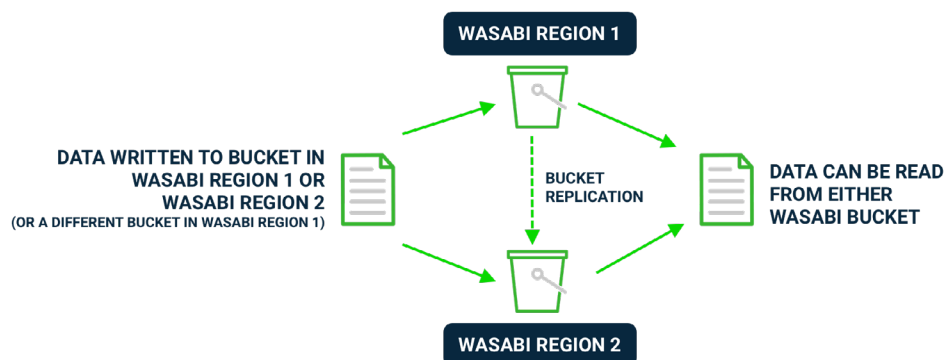 WASABI REGION 1
DATA WRITTEN TO BUCKET IN
WASABI REGION 1 OR
WASABI REGION 2
(OR A DIFFERENT BUCKET IN WASABI REGION 1)
BUCKET
REPLICATION
DATA CAN BE READ
FROM EITHER
WASABI BUCKET
WASABI REGION 2